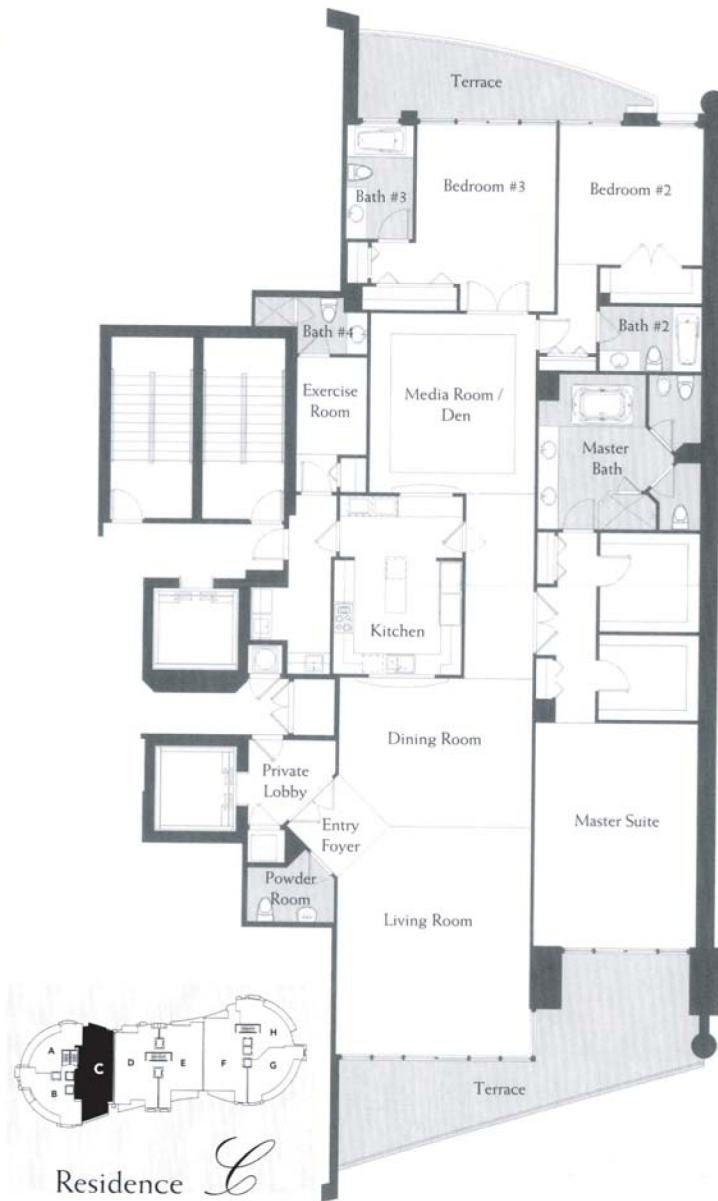 Terrace
Bath #3
Bedroom #3
Bedroom #2
Bath #4
Bath #2
Exercise
Room
Media Room /
Den
Master
Bath
Kitchen
Dining Room
Private
Lobby
Entry
Foyer
Master Suite
Powder
Room
Living Room
Terrace
A
B
C
D
E
F
G
H
Residence C